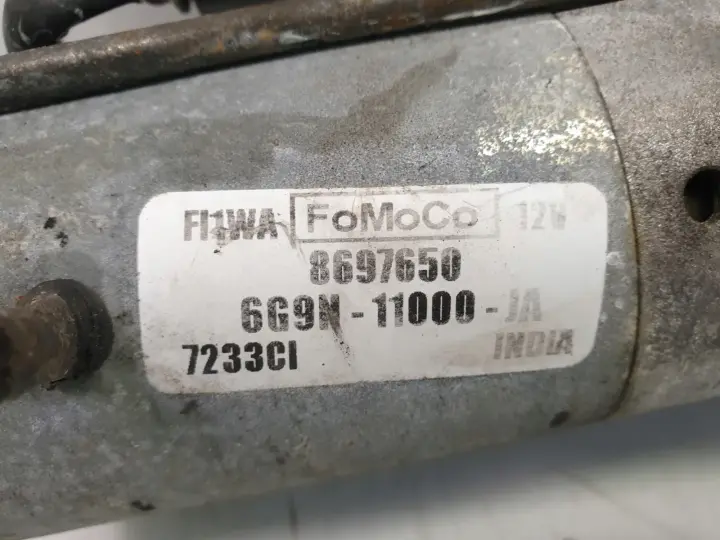 FI1WA FoMoCo 12V
8697650
6G9N-11000-JA
7233CI INDIA